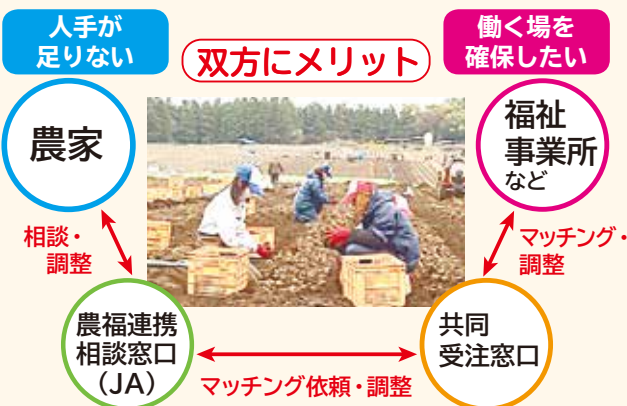 人手が
足りない
双方にメリット
働く場を
確保したい
農家
福祉
事業所
など
相談・
調整
マッチング・
調整
農福連携
相談窓口
（JA）
マッチング依頼・調整
共同
受注窓口